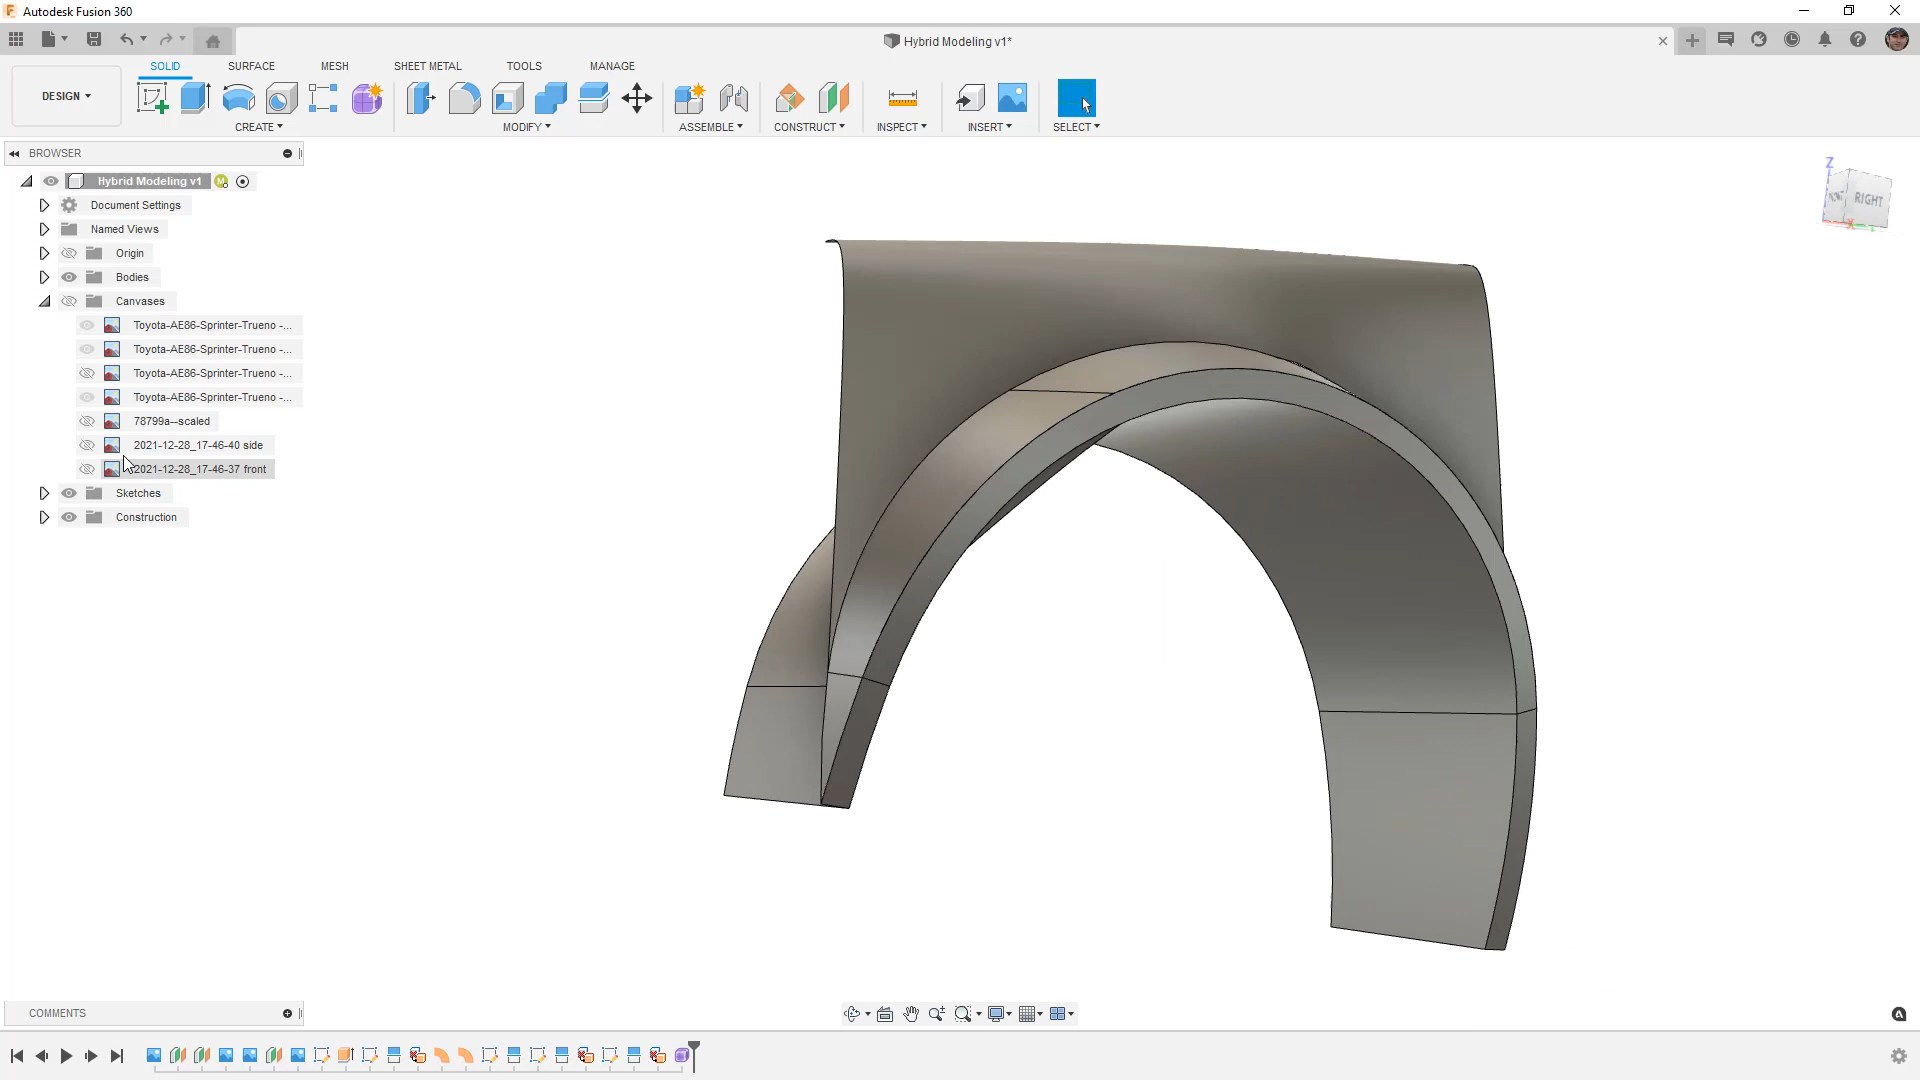 Autodesk Fusion 360
Hybrid Modeling v1*
DESIGN
SOLID
SURFACE
MESH
SHEET METAL
TOOLS
MANAGE
CREATE
MODIFY
ASSEMBLE
CONSTRUCT
INSPECT
INSERT
SELECT
BROWSER
Hybrid Modeling v1
Document Settings
Named Views
Origin
Bodies
Canvases
Toyota-AE86-Sprinter-Trueno -...
Toyota-AE86-Sprinter-Trueno -...
Toyota-AE86-Sprinter-Trueno -...
Toyota-AE86-Sprinter-Trueno -...
78799a--scaled
2021-12-28_17-46-40 side
2021-12-28_17-46-37 front
Sketches
Construction
Z
RIGHT
COMMENTS